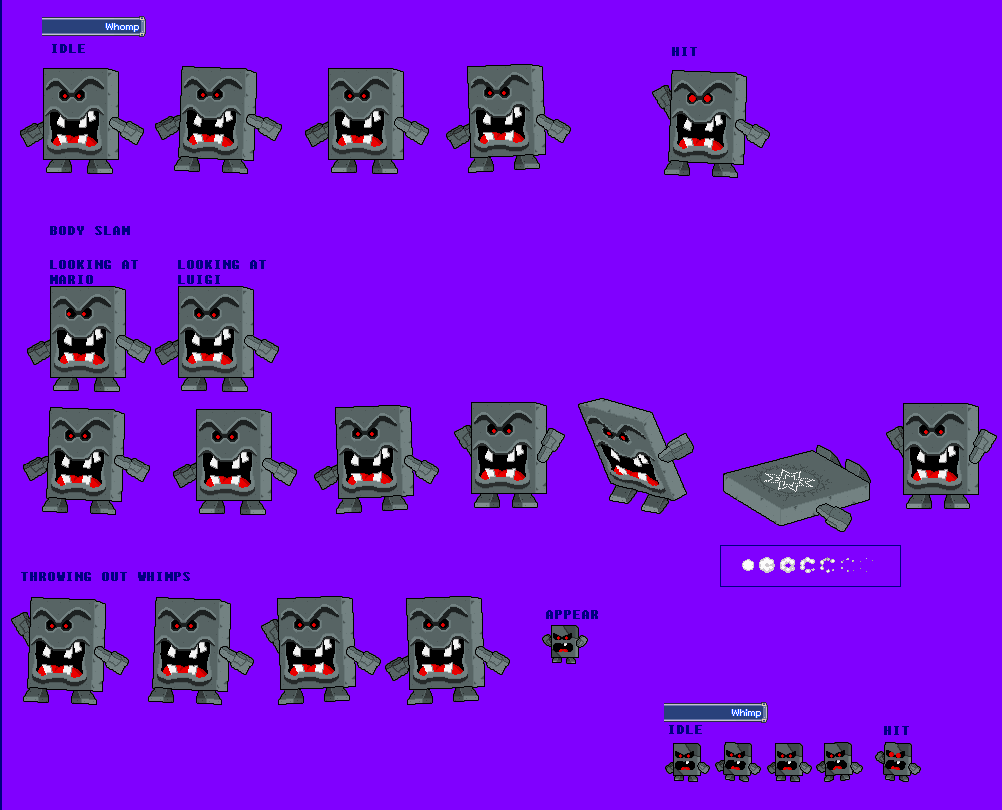 Whomp
IDLE
HIT
BODY SLAM
LOOKING AT
MARIO
LOOKING AT
LUIGI
THROWING OUT WHIMPS
APPEAR
Whimp
IDLE
HIT